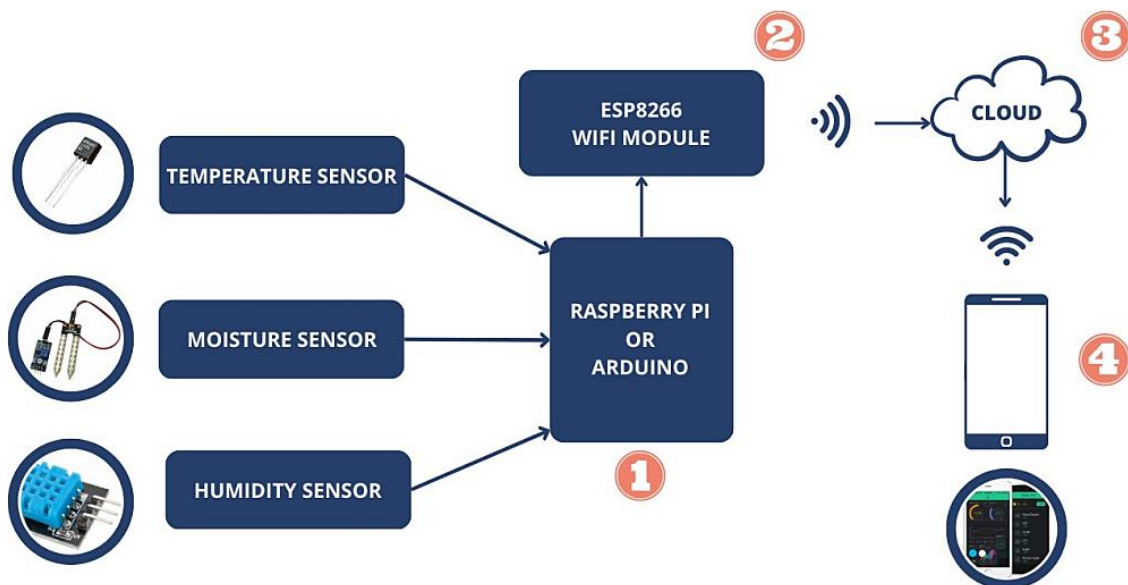 2
3
ESP8266
WIFI MODULE
CLOUD
TEMPERATURE SENSOR
RASPBERRY PI
OR
ARDUINO
MOISTURE SENSOR
4
1
HUMIDITY SENSOR